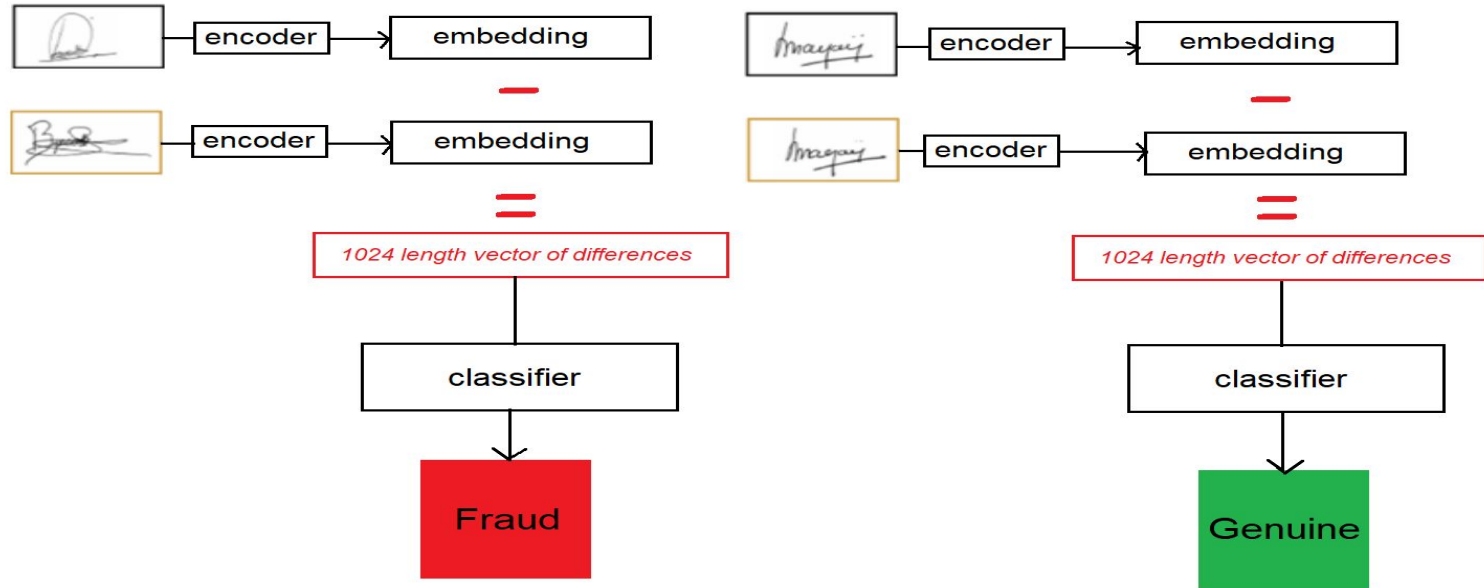 encoder
embedding
encoder
embedding
1024 length vector of differences
classifier
Fraud
encoder
embedding
encoder
embedding
1024 length vector of differences
classifier
Genuine